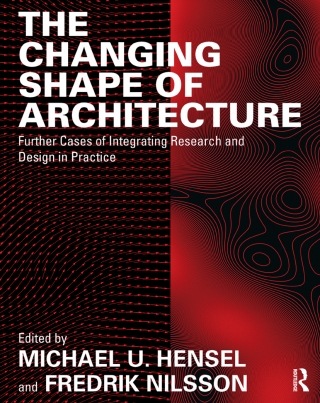 THE
CHANGING
SHAPE OF
ARCHITECTURE
Further Cases of Integrating Research and
Design in Practice
Edited by
MICHAEL U. HENSEL
and FREDRIK NILSSON
ROUTLEDGE